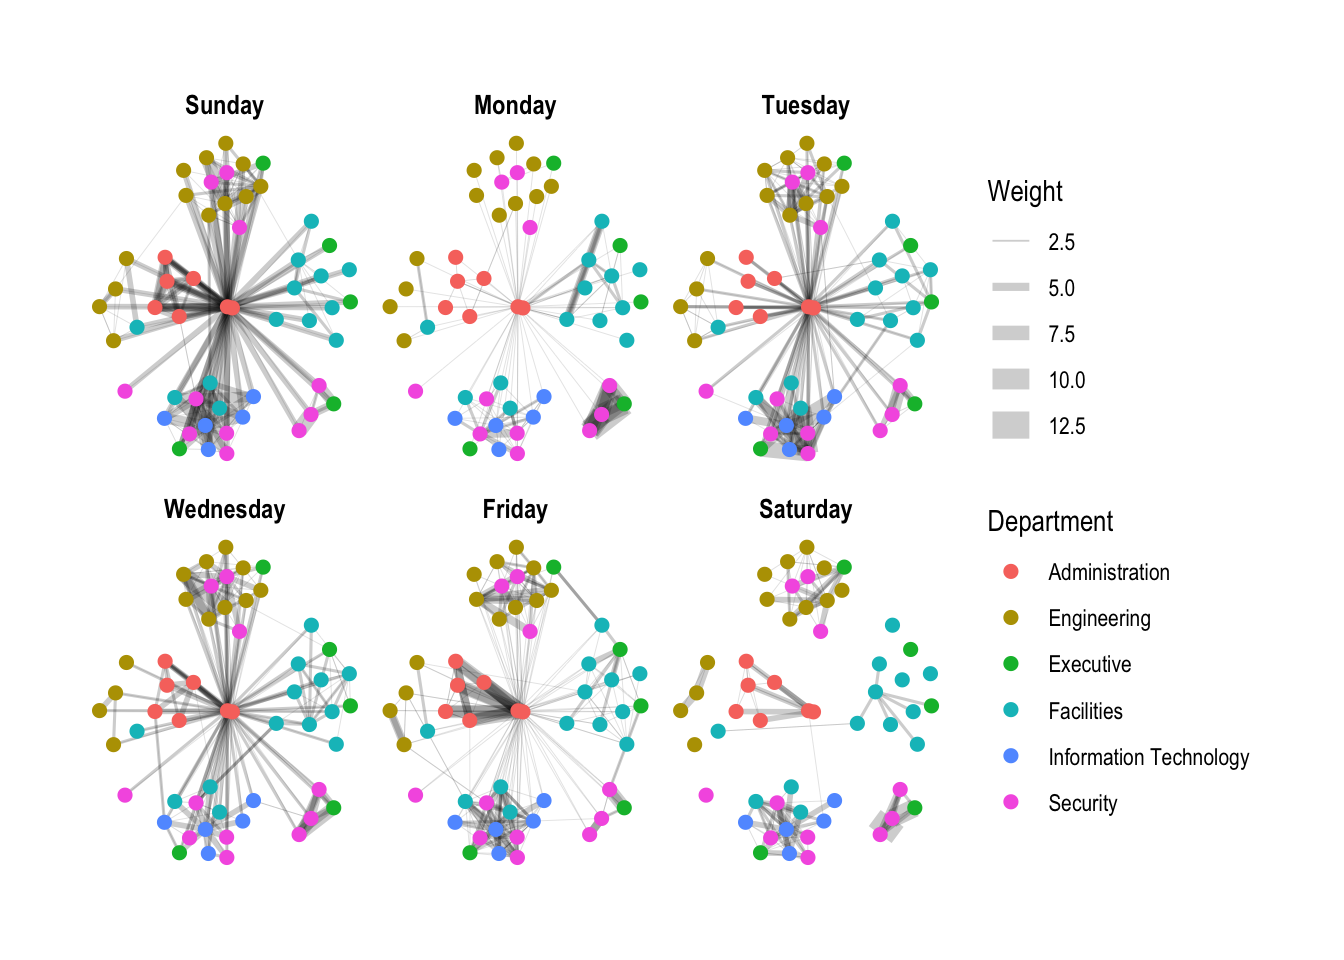 Sunday
Monday
Tuesday
Wednesday
Friday
Saturday
Weight
2.5
5.0
7.5
10.0
12.5
Department
Administration
Engineering
Executive
Facilities
Information Technology
Security